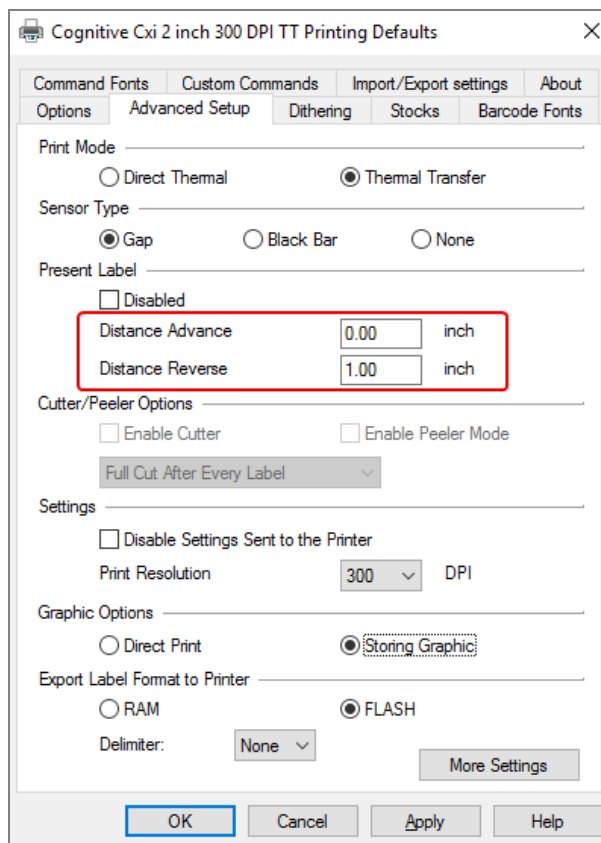 Cognitive Cxi 2 inch 300 DPI TT Printing Defaults
Command Fonts Custom Commands Import/Export settings About
Options Advanced Setup Dithering Stocks Barcode Fonts
Print Mode
Direct Thermal Thermal Transfer
Sensor Type
Gap Black Bar None
Present Label
Disabled
Distance Advance 0.00 inch
Distance Reverse 1.00 inch
Cutter/Peeler Options
Enable Cutter Enable Peeler Mode
Full Cut After Every Label
Settings
Disable Settings Sent to the Printer
Print Resolution 300 DPI
Graphic Options
Direct Print Storing Graphic
Export Label Format to Printer
RAM FLASH
Delimiter: None
More Settings
OK Cancel Apply Help